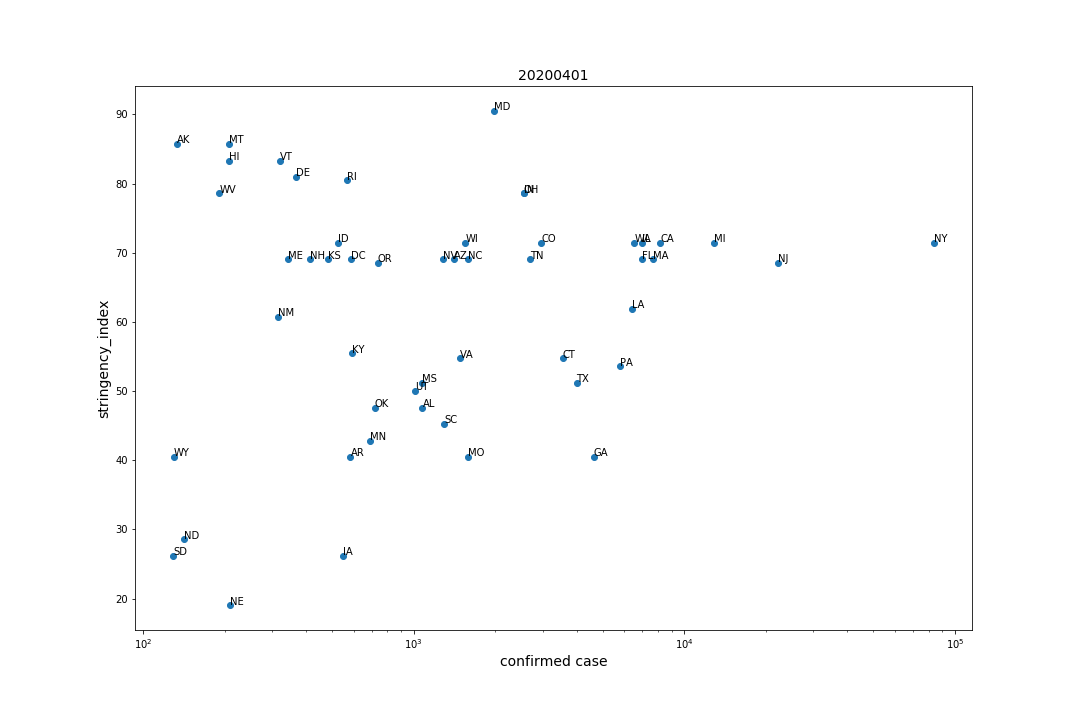 20200401
stringency_index
90
80
70
60
50
40
30
20
MD
AK
MT
HI
VT
DE
RI
WV
OH
ID
WI
CO
CA
MI
NY
ME
NH
KS
DC
OR
NV
AZ
NC
TN
FL
MA
NJ
NM
LA
KY
VA
CT
PA
MS
UT
TX
OK
AL
SC
MN
WY
AR
MO
GA
ND
SD
IA
NE
10²
10³
10⁴
10⁵
confirmed case